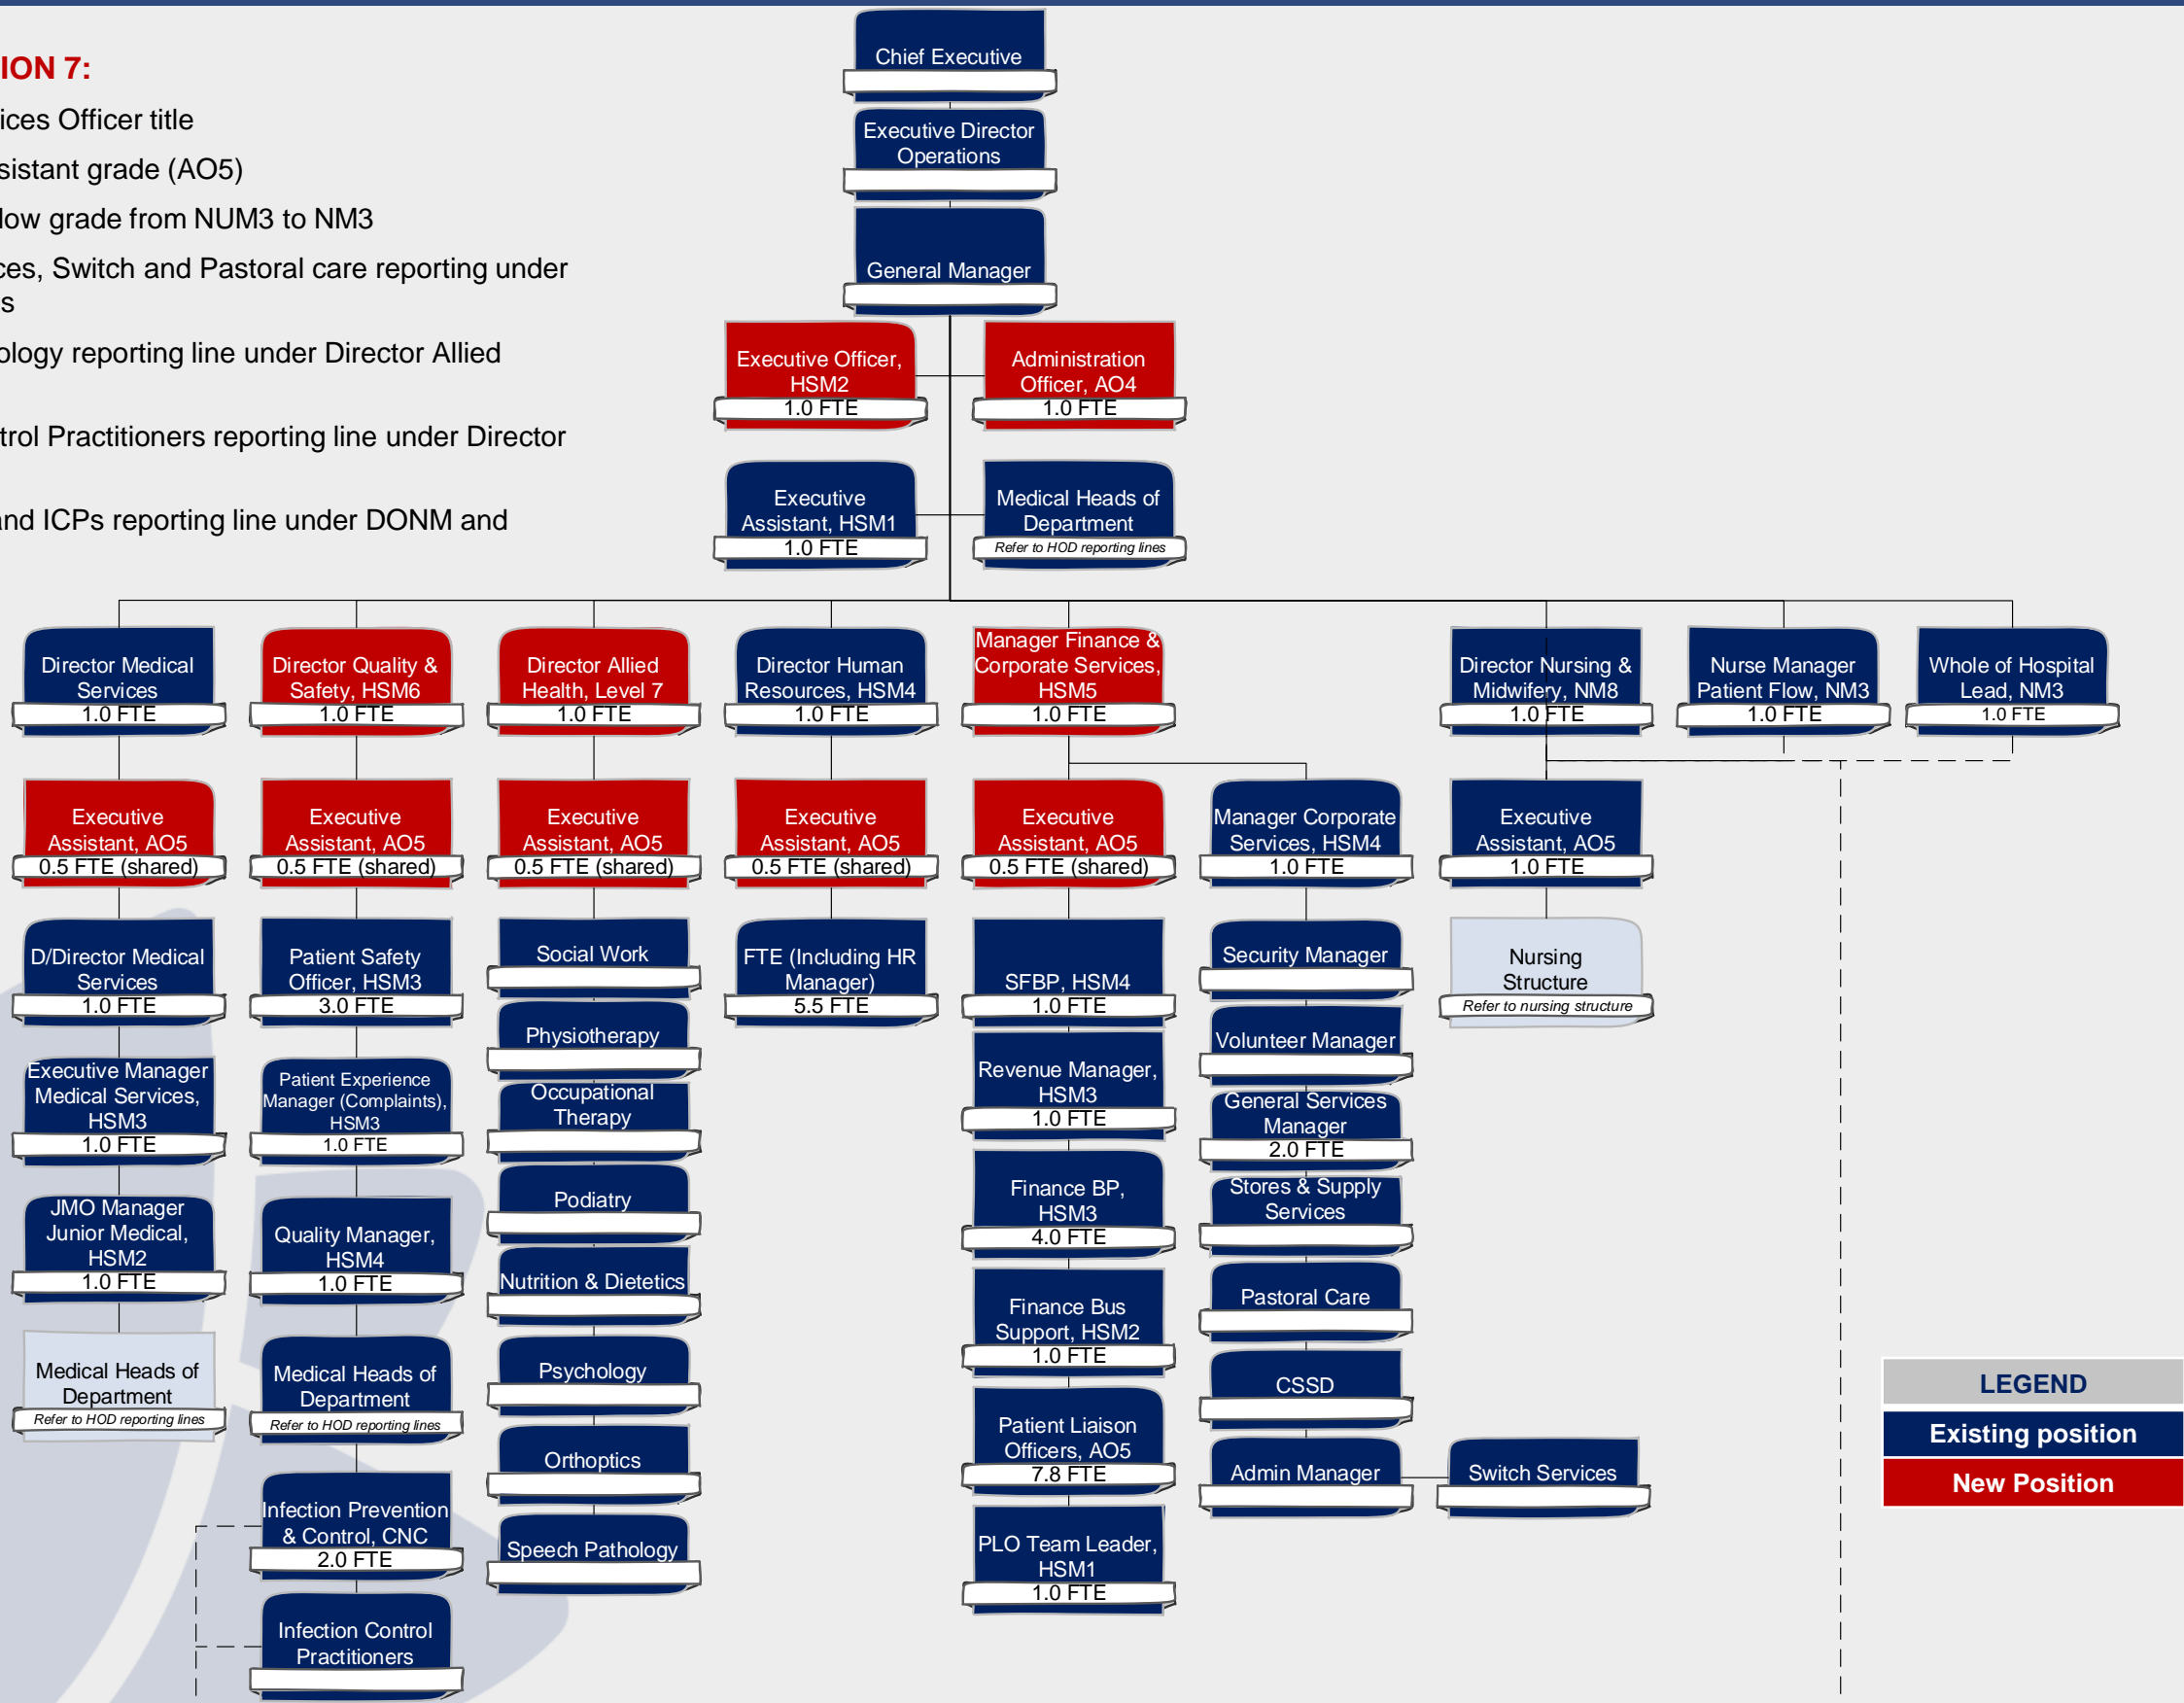 ION 7:
ices Officer title
sistant grade (AO5)
low grade from NUM3 to NM3
ces, Switch and Pastoral care reporting under
s
ology reporting line under Director Allied
trol Practitioners reporting line under Director
and ICPs reporting line under DONM and
Chief Executive
Executive Director
Operations
General Manager
Executive Officer,
HSM2
1.0 FTE
Administration
Officer, AO4
1.0 FTE
Executive
Assistant, HSM1
1.0 FTE
Medical Heads of
Department
Refer to HOD reporting lines
Director Medical
Services
1.0 FTE
Director Quality &
Safety, HSM6
1.0 FTE
Director Allied
Health, Level 7
1.0 FTE
Director Human
Resources, HSM4
1.0 FTE
Manager Finance &
Corporate Services,
HSM5
1.0 FTE
Director Nursing &
Midwifery, NM8
1.0 FTE
Nurse Manager
Patient Flow, NM3
1.0 FTE
Whole of Hospital
Lead, NM3
1.0 FTE
Executive
Assistant, AO5
0.5 FTE (shared)
Executive
Assistant, AO5
0.5 FTE (shared)
Executive
Assistant, AO5
0.5 FTE (shared)
Executive
Assistant, AO5
0.5 FTE (shared)
Executive
Assistant, AO5
0.5 FTE (shared)
Manager Corporate
Services, HSM4
1.0 FTE
Executive
Assistant, AO5
1.0 FTE
D/Director Medical
Services
1.0 FTE
Executive Manager
Medical Services,
HSM3
1.0 FTE
JMO Manager
Junior Medical,
HSM2
1.0 FTE
Medical Heads of
Department
Refer to HOD reporting lines
Patient Safety
Officer, HSM3
3.0 FTE
Patient Experience
Manager (Complaints),
HSM3
1.0 FTE
Quality Manager,
HSM4
1.0 FTE
Medical Heads of
Department
Refer to HOD reporting lines
Infection Prevention
& Control, CNC
2.0 FTE
Infection Control
Practitioners
Social Work
Physiotherapy
Occupational
Therapy
Podiatry
Nutrition & Dietetics
Psychology
Orthoptics
Speech Pathology
FTE (Including HR
Manager)
5.5 FTE
SFBP, HSM4
1.0 FTE
Revenue Manager,
HSM3
1.0 FTE
Finance BP,
HSM3
4.0 FTE
Finance Bus
Support, HSM2
1.0 FTE
Patient Liaison
Officers, AO5
7.8 FTE
PLO Team Leader,
HSM1
1.0 FTE
Security Manager
Volunteer Manager
General Services
Manager
2.0 FTE
Stores & Supply
Services
Pastoral Care
CSSD
Admin Manager
Switch Services
Nursing
Structure
Refer to nursing structure
LEGEND
Existing position
New Position